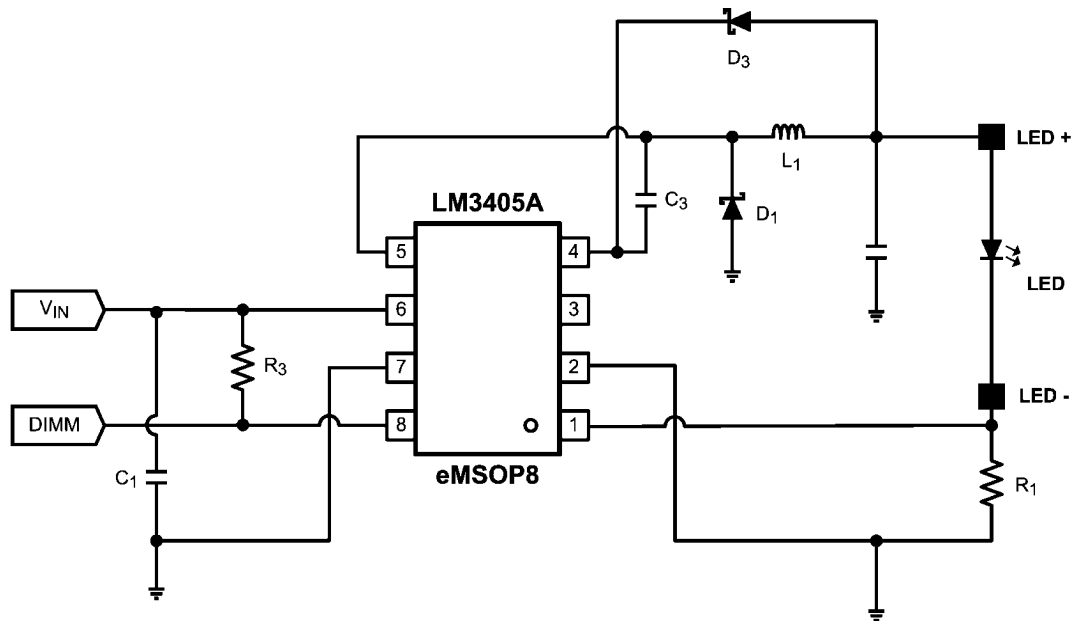 D3
L1
LED +
C3
D1
LM3405A
5
4
LED
VIN
6
3
R3
7
2
LED -
DIMM
8
1
C1
eMSOP8
R1